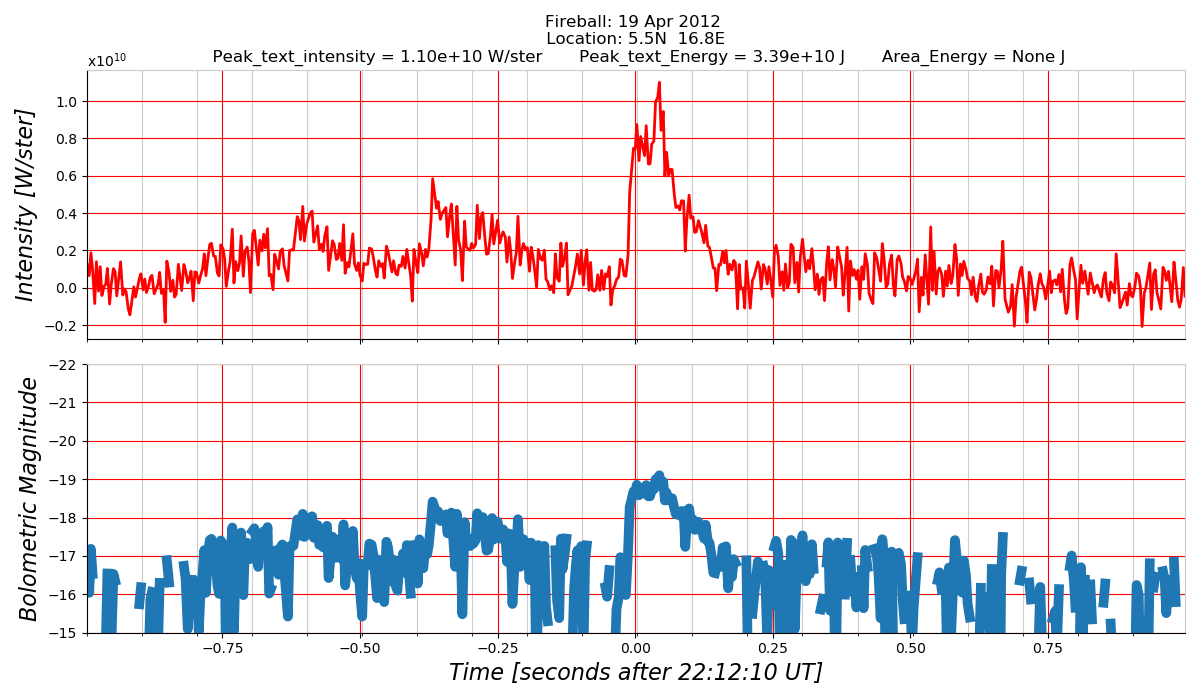 Fireball: 19 Apr 2012
Location: 5.5N  16.8E
Peak_text_intensity = 1.10e+10 W/ster       Peak_text_Energy = 3.39e+10 J       Area_Energy = None J
x10¹⁰
1.0
0.8
0.6
0.4
0.2
0.0
−0.2
Intensity [W/ster]
−22
−21
−20
−19
−18
−17
−16
−15
Bolometric Magnitude
−0.75 −0.50 −0.25 0.00 0.25 0.50 0.75
Time [seconds after 22:12:10 UT]